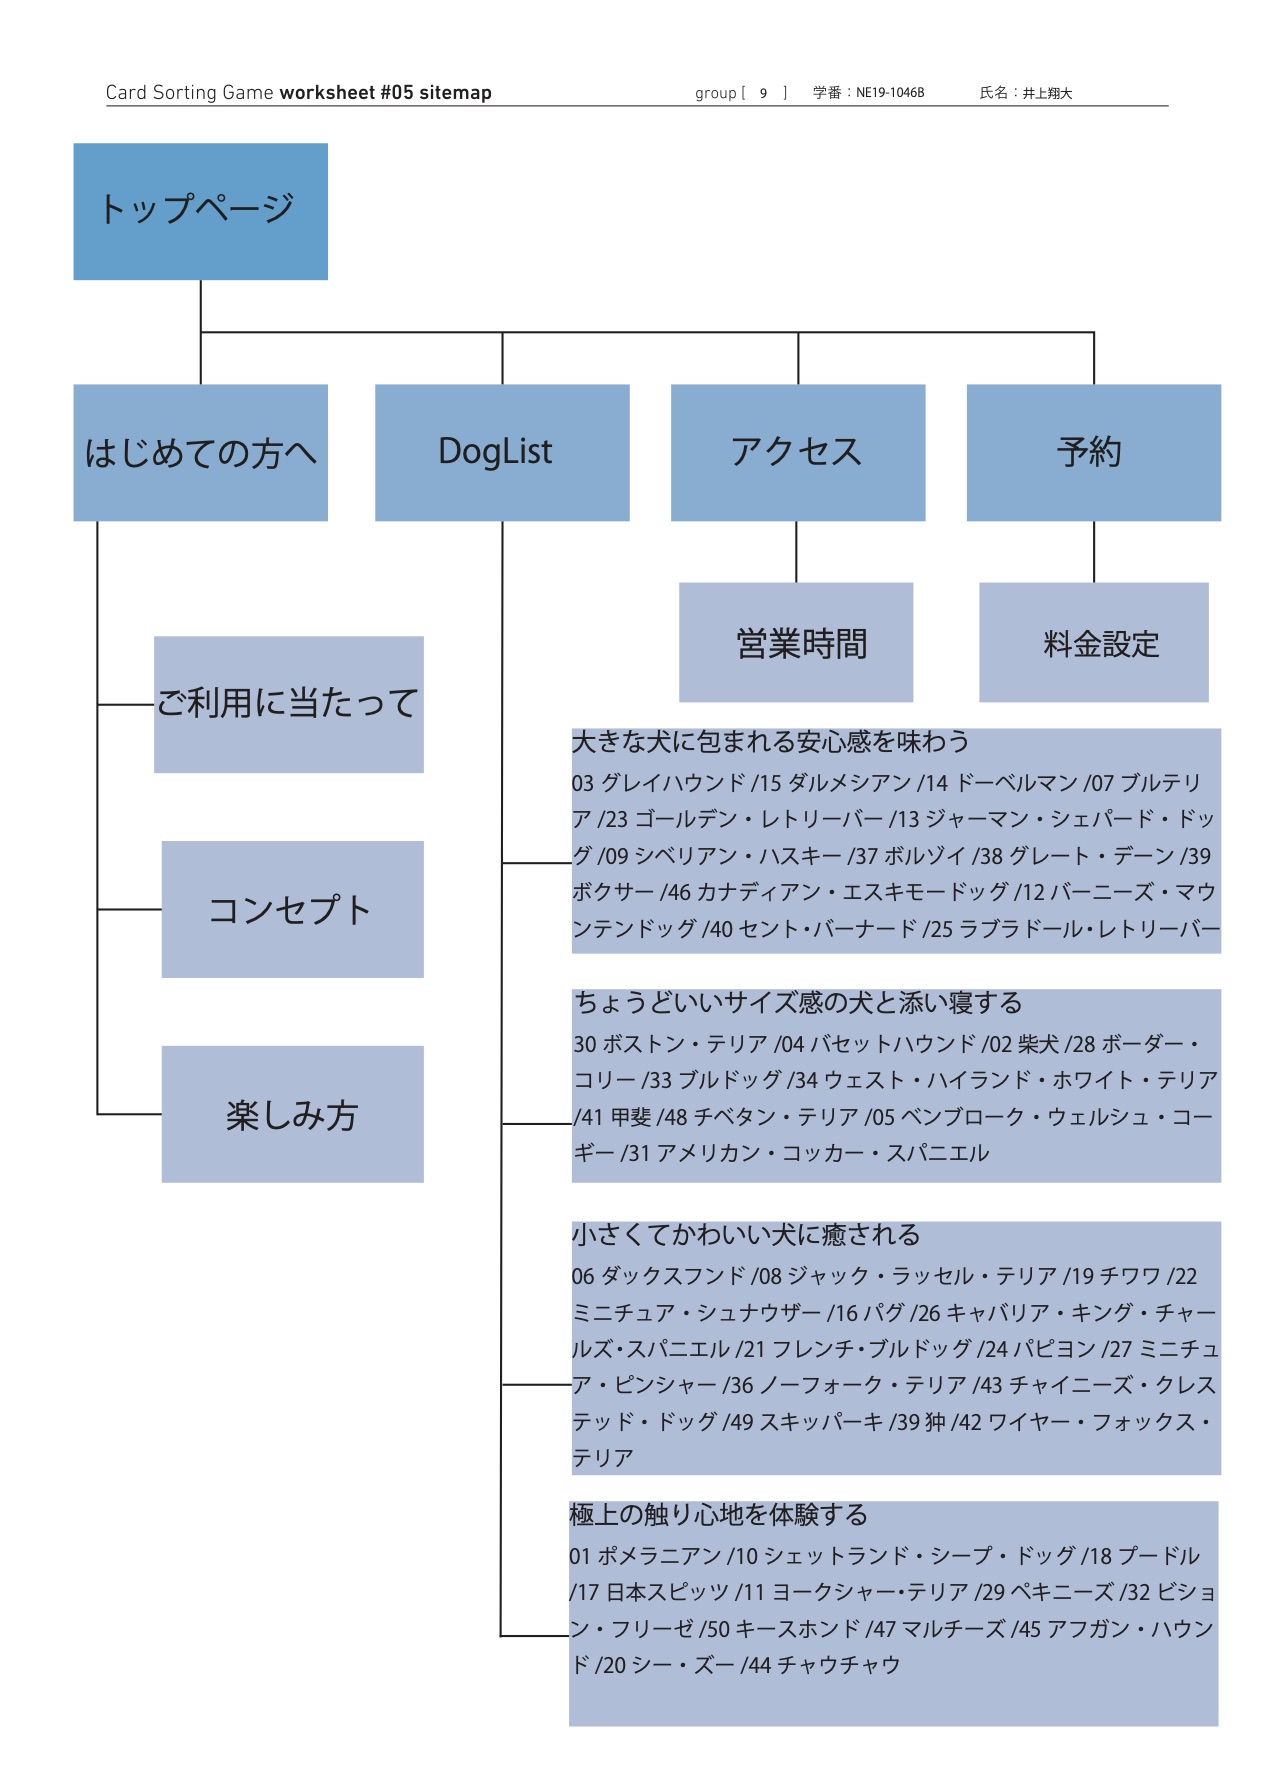 Card Sorting Game worksheet #05 sitemap group [ 9 ] 学番：NE19-1046B 氏名：井上翔大
トップページ
はじめての方へ
DogList
アクセス
予約
営業時間
料金設定
ご利用に当たって
コンセプト
楽しみ方
大きな犬に包まれる安心感を味わう
03 グレイハウンド /15 ダルメシアン /14 ドーベルマン /07 ブルテリ
ア /23 ゴールデン・レトリーバー /13 ジャーマン・シェパード・ドッ
グ /09 シベリアン・ハスキー /37 ボルゾイ /38 グレート・デーン /39
ボクサー /46 カナディアン・エスキモードッグ /12 バーニーズ・マウ
ンテンドッグ /40 セント・バーナード /25 ラブラドール・レトリーバー
ちょうどいいサイズ感の犬と添い寝する
30 ボストン・テリア /04 バセットハウンド /02 柴犬 /28 ボーダー・
コリー /33 ブルドッグ /34 ウェスト・ハイランド・ホワイト・テリア
/41 甲斐 /48 チベタン・テリア /05 ペンブローク・ウェルシュ・コー
ギー /31 アメリカン・コッカー・スパニエル
小さくてかわいい犬に癒される
06 ダックスフンド /08 ジャック・ラッセル・テリア /19 チワワ /22
ミニチュア・シュナウザー /16 パグ /26 キャバリア・キング・チャー
ルズ・スパニエル /21 フレンチ・ブルドッグ /24 パピヨン /27 ミニチュ
ア・ピンシャー /36 ノーフォーク・テリア /43 チャイニーズ・クレス
テッド・ドッグ /49 スキッパーキ /39 狆 /42 ワイヤー・フォックス・
テリア
極上の触り心地を体験する
01 ポメラニアン /10 シェットランド・シープ・ドッグ /18 プードル
/17 日本スピッツ /11 ヨークシャー・テリア /29 ペキニーズ /32 ビショ
ン・フリーゼ /50 キースホンド /47 マルチーズ /45 アフガン・ハウン
ド /20 シー・ズー /44 チャウチャウ